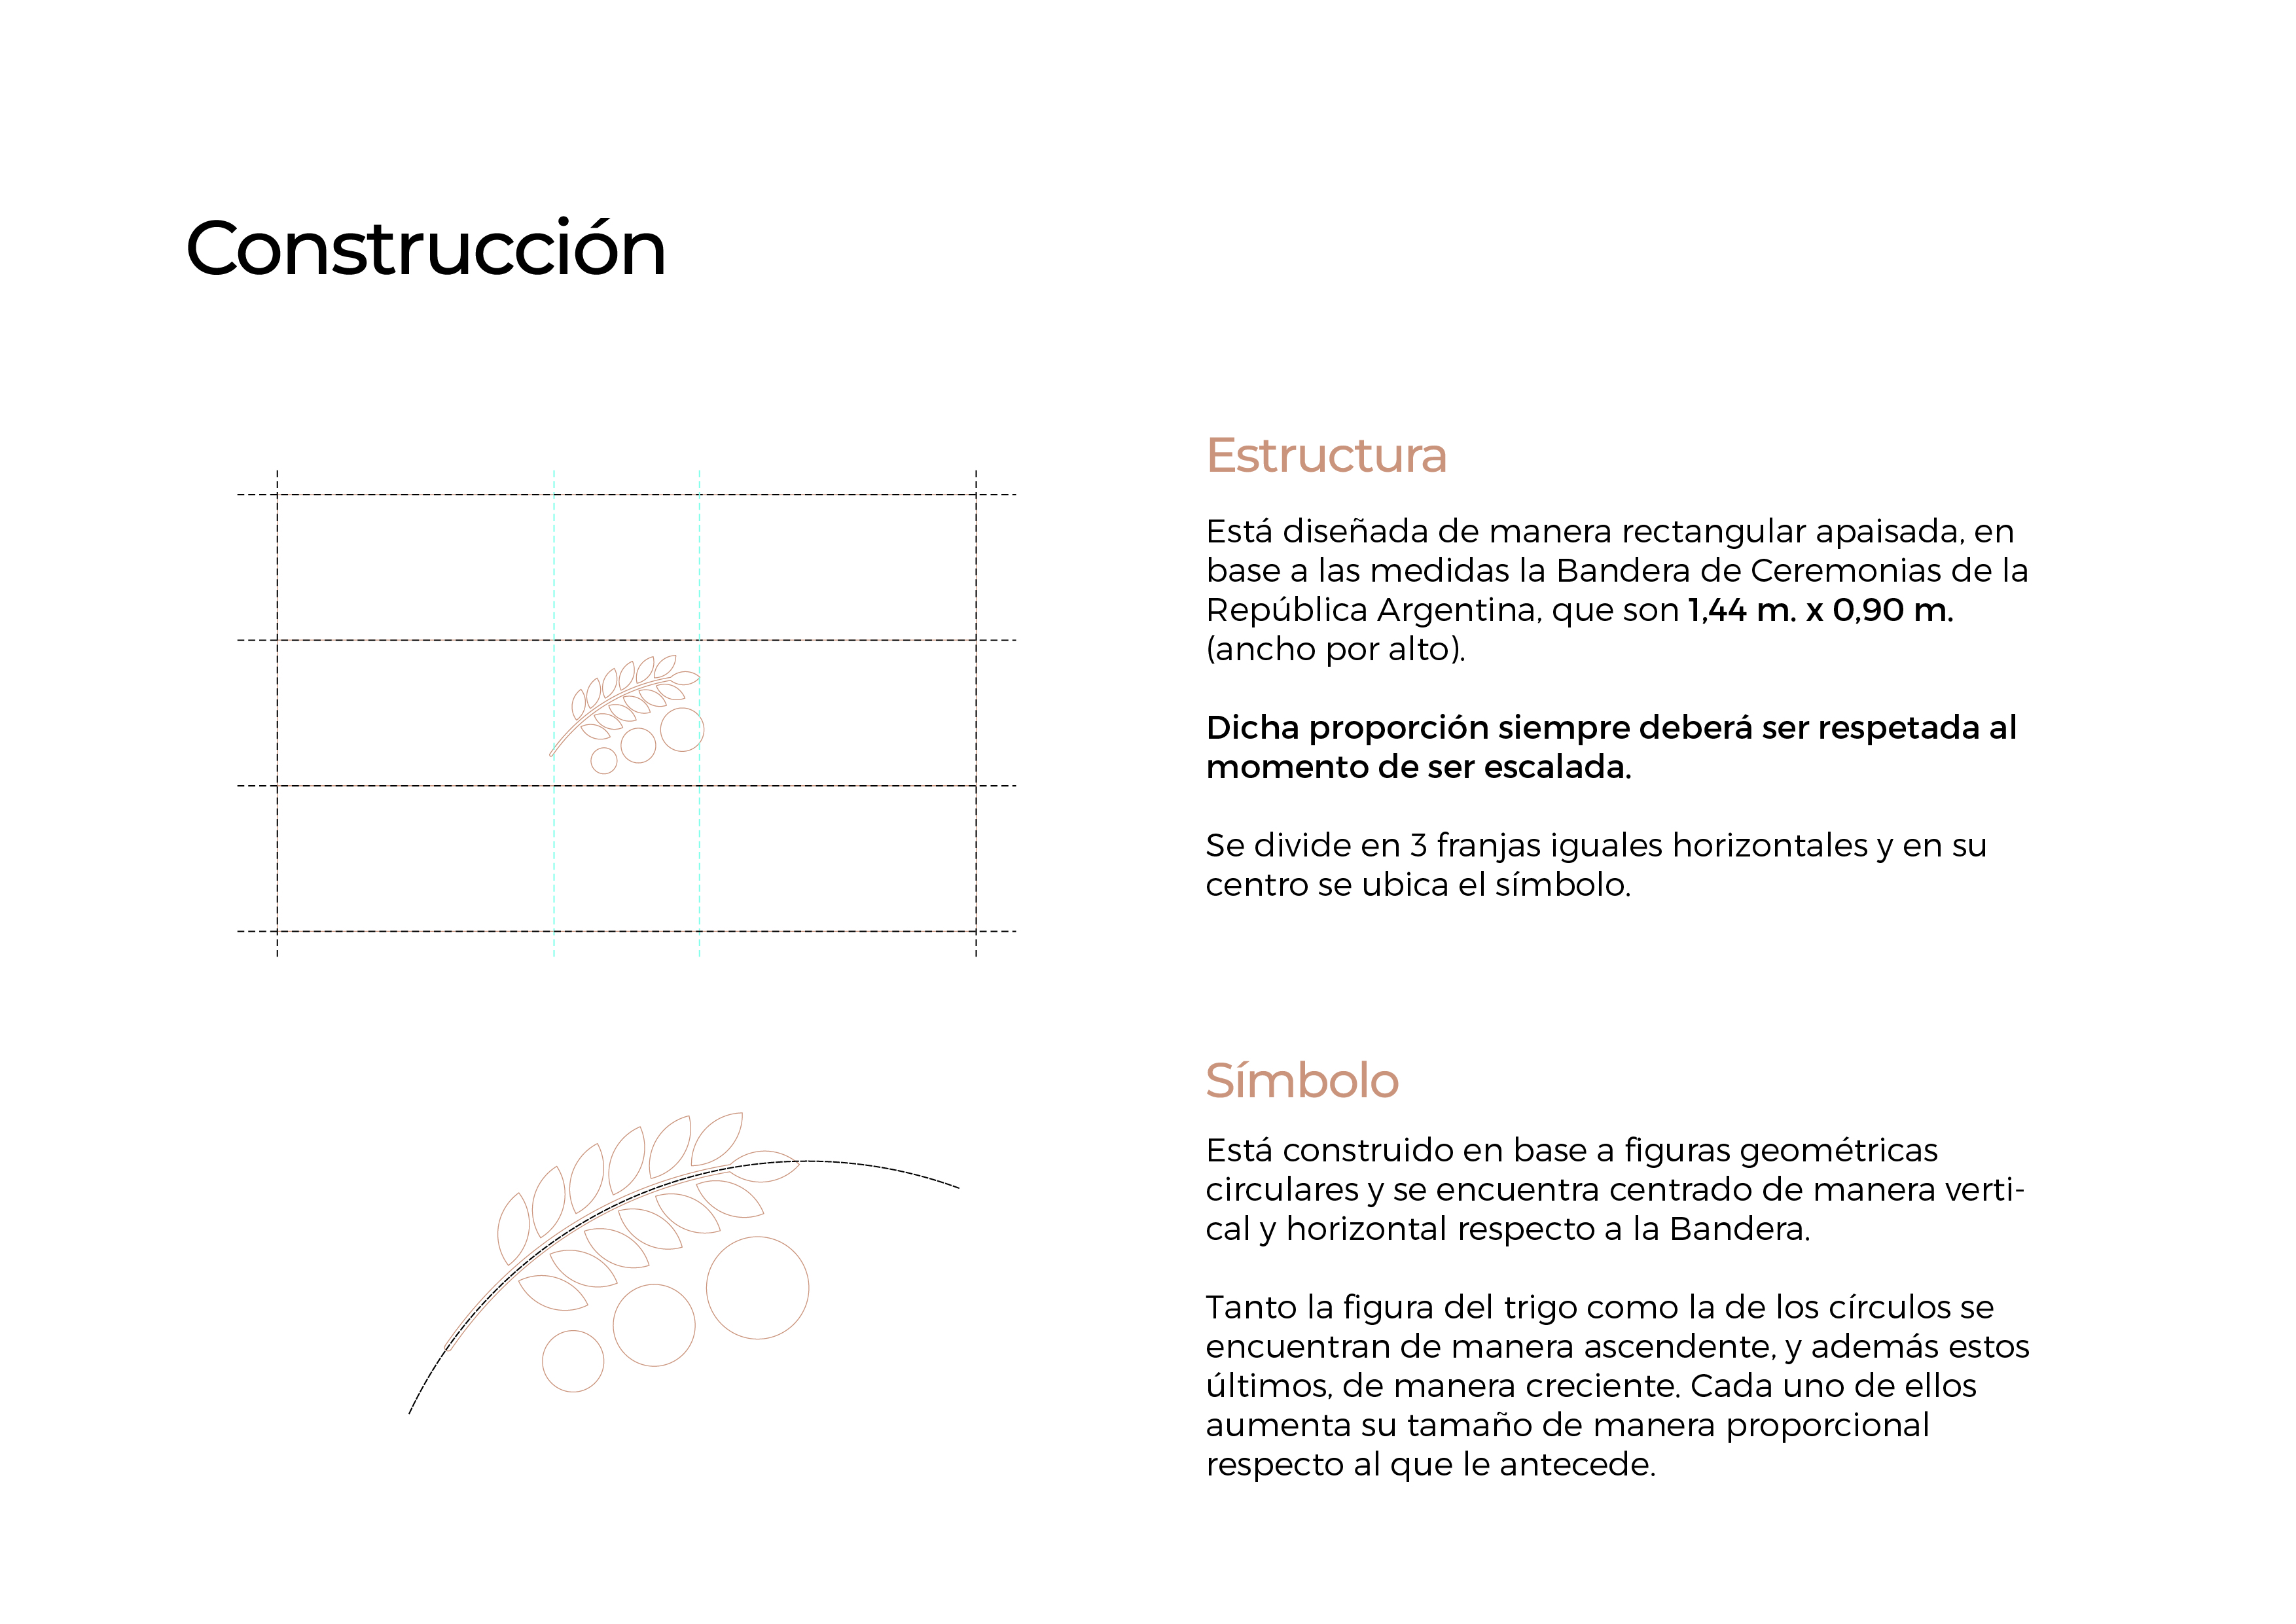 Construcción
Estructura
Está diseñada de manera rectangular apaisada, en
base a las medidas la Bandera de Ceremonias de la
República Argentina, que son 1,44 m. x 0,90 m.
(ancho por alto).
Dicha proporción siempre deberá ser respetada al
momento de ser escalada.
Se divide en 3 franjas iguales horizontales y en su
centro se ubica el símbolo.
Símbolo
Está construido en base a figuras geométricas
circulares y se encuentra centrado de manera verti-
cal y horizontal respecto a la Bandera.
Tanto la figura del trigo como la de los círculos se
encuentran de manera ascendente, y además estos
últimos, de manera creciente. Cada uno de ellos
aumenta su tamaño de manera proporcional
respecto al que le antecede.